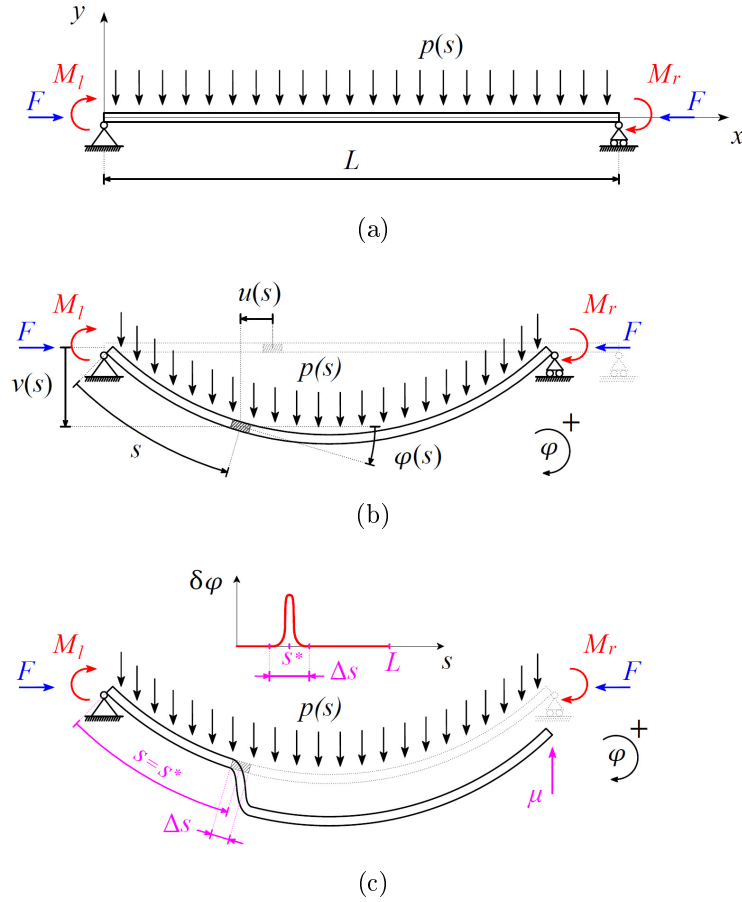 y
p(s)
M_l
M_r
F
F
x
L
(a)
u(s)
M_l
M_r
F
F
p(s)
v(s)
s
φ(s)
φ
+
(b)
δφ
s*
L
s
Δs
M_l
M_r
F
F
p(s)
s=s*
φ
+
μ
Δs
(c)